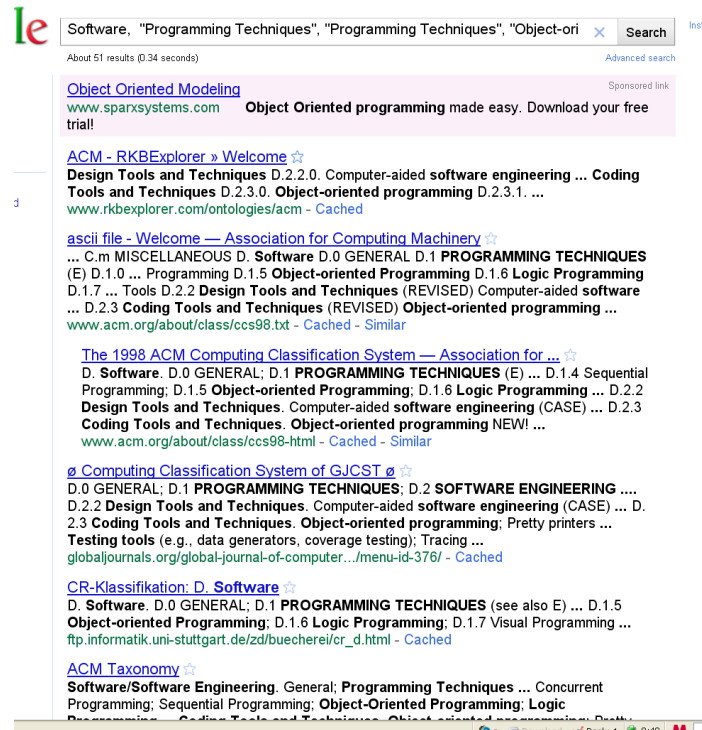 le
Software, "Programming Techniques", "Programming Techniques", "Object-ori
Search
Ins
About 51 results (0.34 seconds)
Advanced search
Object Oriented Modeling
Sponsored link
www.sparxsystems.com Object Oriented programming made easy. Download your free
trial!
ACM - RKBExplorer » Welcome
Design Tools and Techniques D.2.2.0. Computer-aided software engineering ... Coding
Tools and Techniques D.2.3.0. Object-oriented programming D.2.3.1. ...
www.rkbexplorer.com/ontologies/acm - Cached
d
ascii file - Welcome — Association for Computing Machinery
... C.m MISCELLANEOUS D. Software D.0 GENERAL D.1 PROGRAMMING TECHNIQUES
(E) D.1.0 ... Programming D.1.5 Object-oriented Programming D.1.6 Logic Programming
D.1.7 ... Tools D.2.2 Design Tools and Techniques (REVISED) Computer-aided software
... D.2.3 Coding Tools and Techniques (REVISED) Object-oriented programming ...
www.acm.org/about/class/ccs98.txt - Cached - Similar
The 1998 ACM Computing Classification System — Association for ...
D. Software. D.0 GENERAL; D.1 PROGRAMMING TECHNIQUES (E) ... D.1.4 Sequential
Programming; D.1.5 Object-oriented Programming; D.1.6 Logic Programming ... D.2.2
Design Tools and Techniques. Computer-aided software engineering (CASE) ... D.2.3
Coding Tools and Techniques. Object-oriented programming NEW! ...
www.acm.org/about/class/ccs98-html - Cached - Similar
ø Computing Classification System of GJCST ø
D.0 GENERAL; D.1 PROGRAMMING TECHNIQUES; D.2 SOFTWARE ENGINEERING ....
D.2.2 Design Tools and Techniques. Computer-aided software engineering (CASE) ... D.
2.3 Coding Tools and Techniques. Object-oriented programming; Pretty printers ...
Testing tools (e.g., data generators, coverage testing); Tracing ...
globaljournals.org/global-journal-of-computer.../menu-id-376/ - Cached
CR-Klassifikation: D. Software
D. Software. D.0 GENERAL; D.1 PROGRAMMING TECHNIQUES (see also E) ... D.1.5
Object-oriented Programming; D.1.6 Logic Programming; D.1.7 Visual Programming ...
ftp.informatik.uni-stuttgart.de/zd/buecherei/cr_d.html - Cached
ACM Taxonomy
Software/Software Engineering. General; Programming Techniques ... Concurrent
Programming; Sequential Programming; Object-Oriented Programming; Logic
Programming ... Coding Tools and Techniques. Object-oriented programming; Pretty